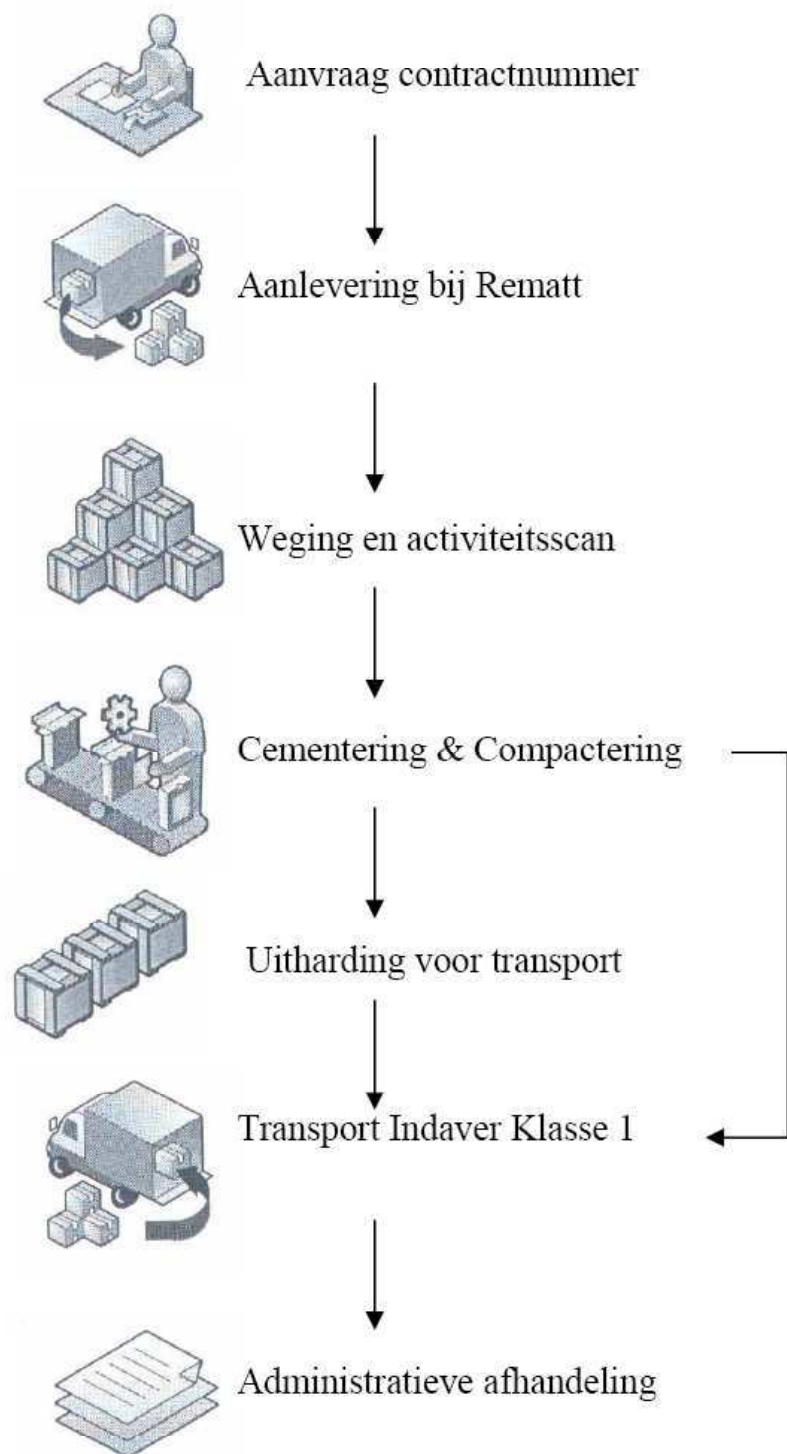 Aanvraag contractnummer
Aanlevering bij Rematt
Weging en activiteitsscan
Cementering & Compactering
Uitharding voor transport
Transport Indaver Klasse 1
Administratieve afhandeling